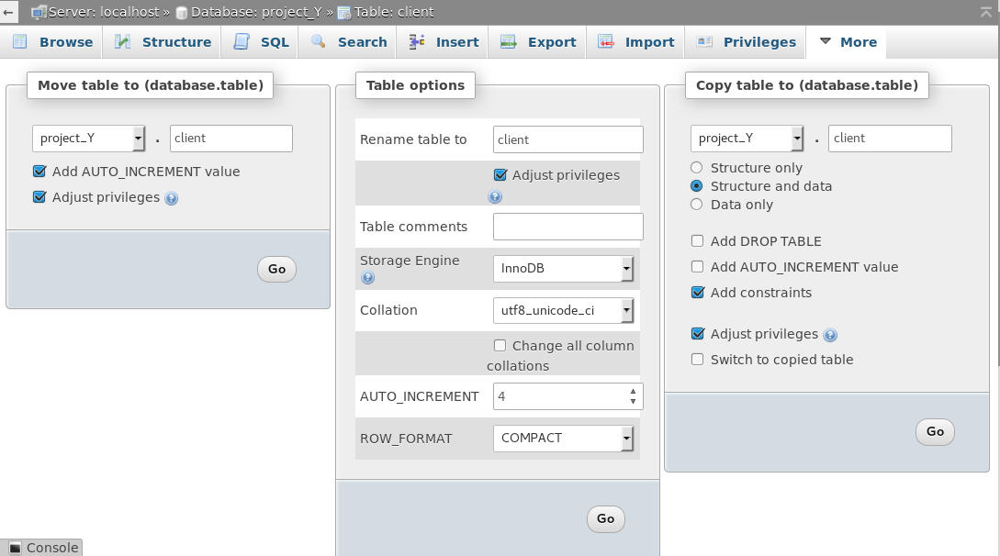 ← Server: localhost » Database: project_Y » Table: client
Browse Structure SQL Search Insert Export Import Privileges More
Move table to (database.table)
project_Y . client
Add AUTO_INCREMENT value
Adjust privileges ?
Go
Table options
Rename table to client
Adjust privileges
?
Table comments
Storage Engine
?
InnoDB
Collation utf8_unicode_ci
Change all column
collations
AUTO_INCREMENT 4
ROW_FORMAT COMPACT
Go
Copy table to (database.table)
project_Y . client
Structure only
Structure and data
Data only
Add DROP TABLE
Add AUTO_INCREMENT value
Add constraints
Adjust privileges ?
Switch to copied table
Go
Console